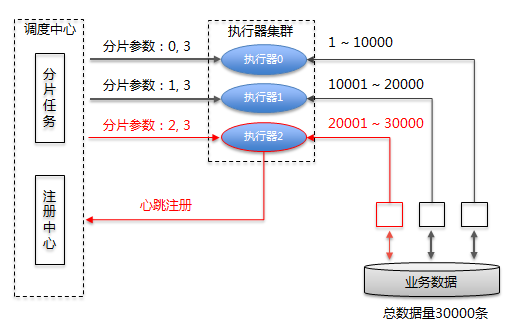 调度中心
执行器集群
分片任务
注册中心
分片参数：0, 3
分片参数：1, 3
分片参数：2, 3
执行器0
执行器1
执行器2
1 ~ 10000
10001 ~ 20000
20001 ~ 30000
心跳注册
业务数据
总数据量30000条